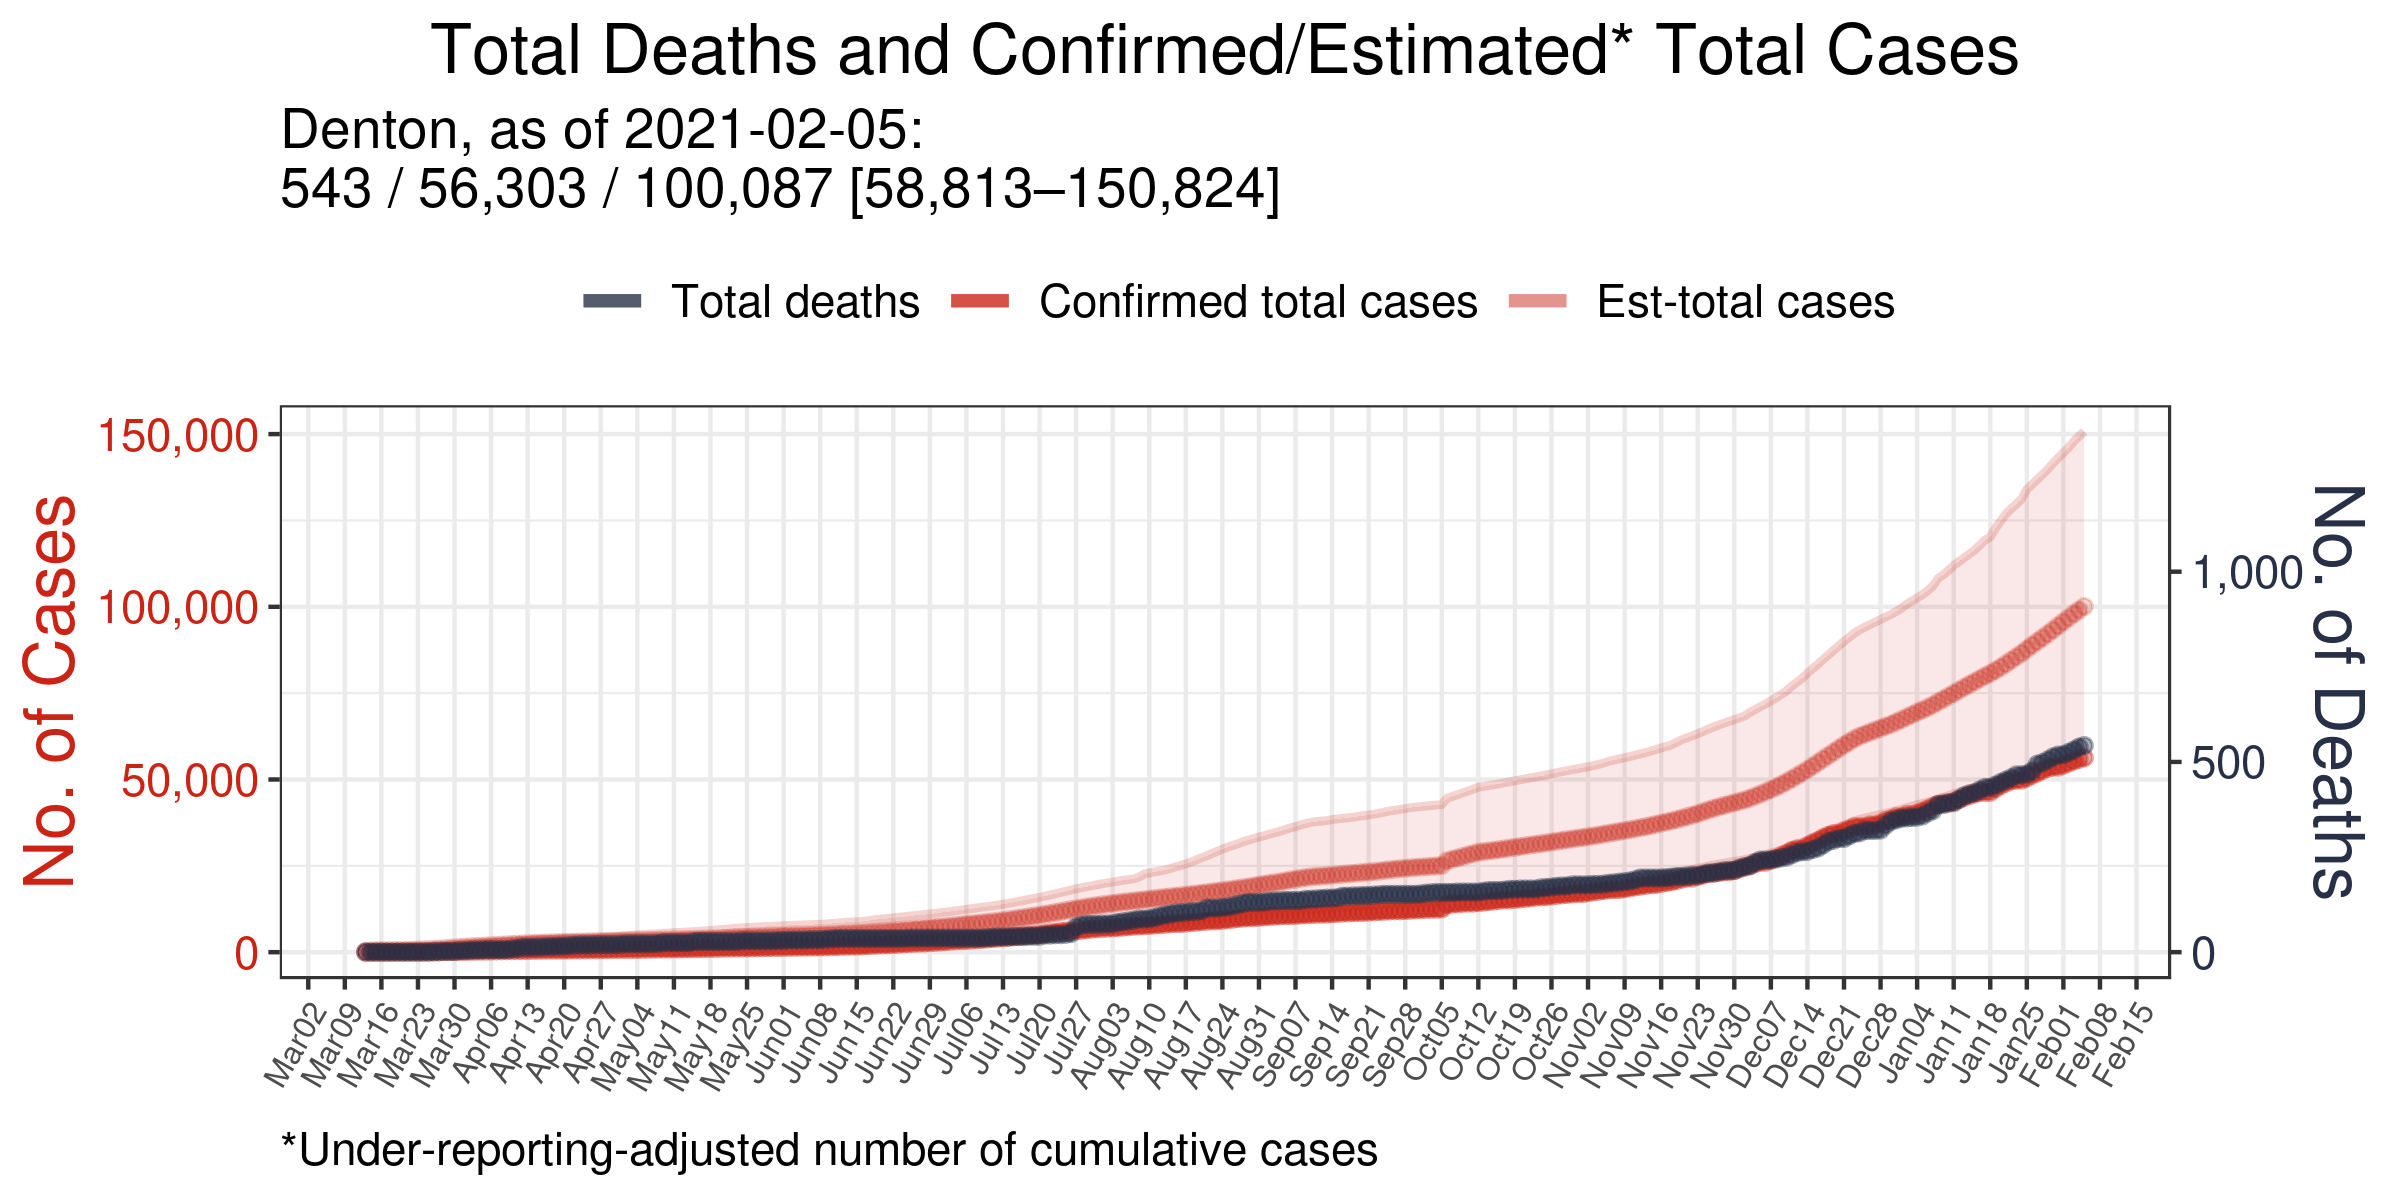 Total Deaths and Confirmed/Estimated* Total Cases
Denton, as of 2021-02-05:
543 / 56,303 / 100,087 [58,813–150,824]
Total deaths
Confirmed total cases
Est-total cases
No. of Cases
150,000
100,000
50,000
0
1,000
500
0
No. of Deaths
Mar02
Mar09
Mar16
Mar23
Mar30
Apr06
Apr13
Apr20
Apr27
May04
May11
May18
May25
Jun01
Jun08
Jun15
Jun22
Jun29
Jul06
Jul13
Jul20
Jul27
Aug03
Aug10
Aug17
Aug24
Aug31
Sep07
Sep14
Sep21
Sep28
Oct05
Oct12
Oct19
Oct26
Nov02
Nov09
Nov16
Nov23
Nov30
Dec07
Dec14
Dec21
Dec28
Jan04
Jan11
Jan18
Jan25
Feb01
Feb08
Feb15
*Under-reporting-adjusted number of cumulative cases